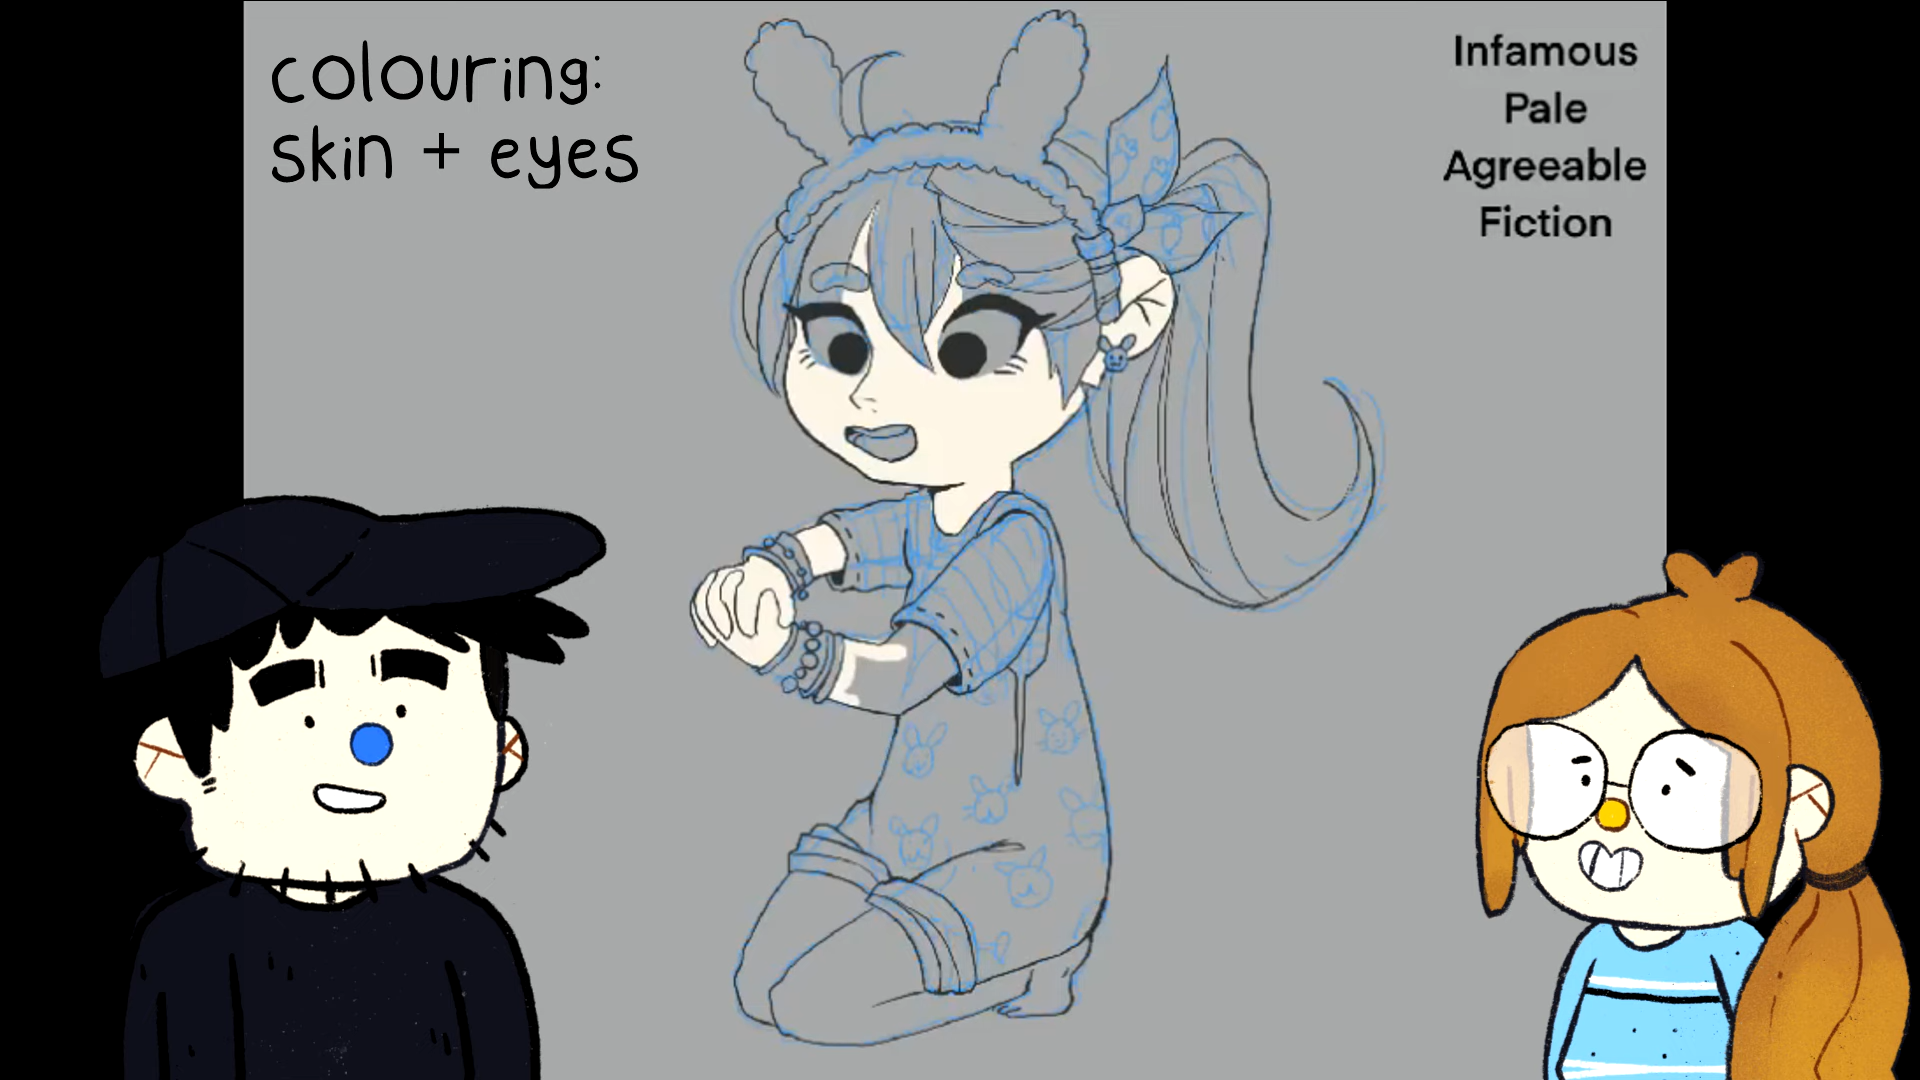 colouring:
skin + eyes
Infamous
Pale
Agreeable
Fiction